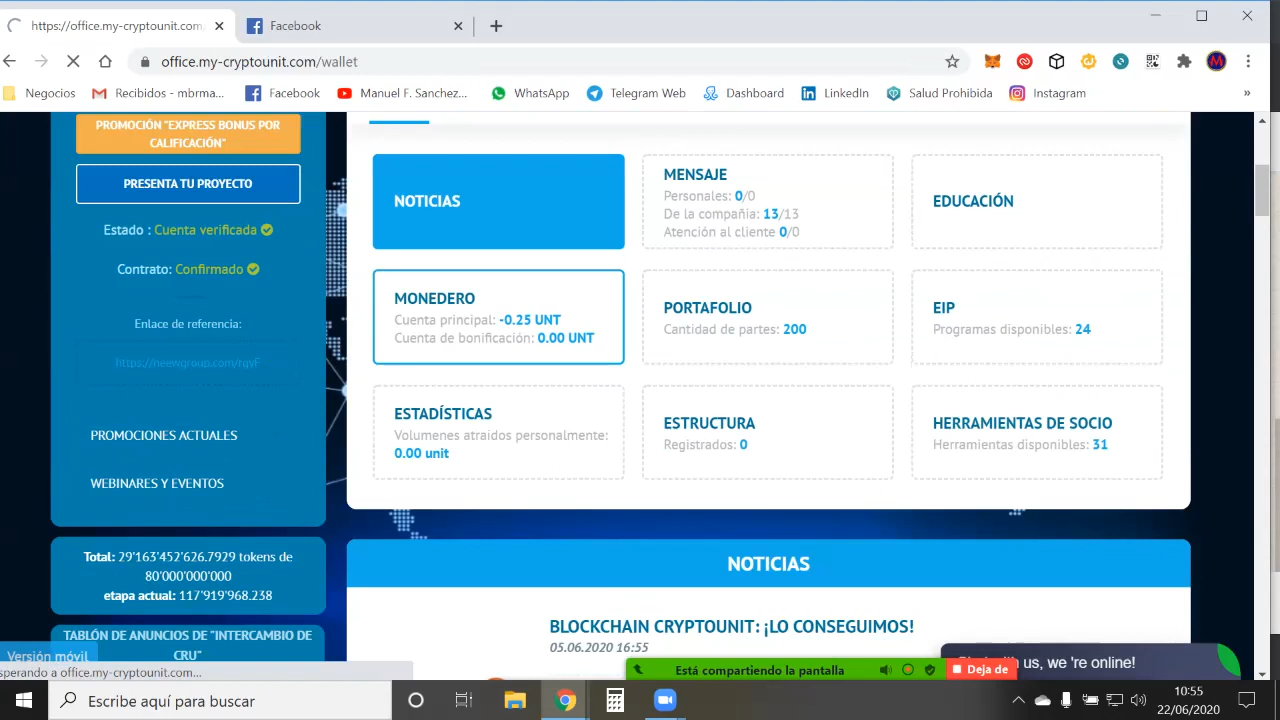 https://office.my-cryptounit.com
Facebook
office.my-cryptounit.com/wallet
Negocios
Recibidos - mbrma...
Facebook
Manuel F. Sanchez...
WhatsApp
Telegram Web
Dashboard
LinkedIn
Salud Prohibida
Instagram
»
PROMOCIÓN "EXPRESS BONUS POR
CALIFICACIÓN"
PRESENTA TU PROYECTO
Estado : Cuenta verificada
Contrato: Confirmado
Enlace de referencia:
PROMOCIONES ACTUALES
WEBINARES Y EVENTOS
Total: 29'163'452'626.7929 tokens de
80'000'000'000
etapa actual: 117'919'968.238
TABLÓN DE ANUNCIOS DE "INTERCAMBIO DE
CRU"
Versión móvil
sperando a office.my-cryptounit.com...
NOTICIAS
MENSAJE
Personales: 0/0
De la compañía: 13/13
Atención al cliente 0/0
EDUCACIÓN
MONEDERO
Cuenta principal: -0.25 UNT
Cuenta de bonificación: 0.00 UNT
PORTAFOLIO
Cantidad de partes: 200
EIP
Programas disponibles: 24
ESTADÍSTICAS
Volumenes atraidos personalmente:
0.00 unit
ESTRUCTURA
Registrados: 0
HERRAMIENTAS DE SOCIO
Herramientas disponibles: 31
NOTICIAS
BLOCKCHAIN CRYPTOUNIT: ¡LO CONSEGUIMOS!
05.06.2020 16:55
us, we 're online!
Está compartiendo la pantalla
Deja de
Escribe aquí para buscar
10:55
22/06/2020